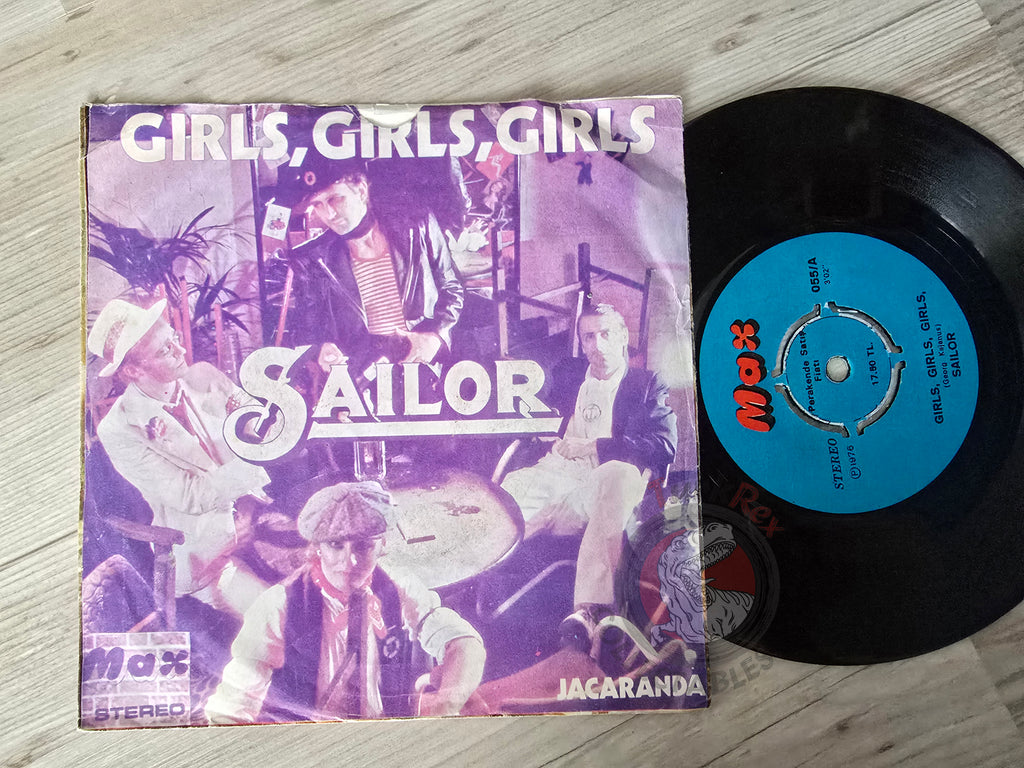 GIRLS, GIRLS, GIRLS
SAILOR
JACARANDA
Max
STEREO
Max
STEREO
Ⓟ1976
Perakende Satış
Fiatı
17.50 TL.
055/A
3'02"
GIRLS, GIRLS, GIRLS,
(Georg Kajanus)
SAILOR
Rex